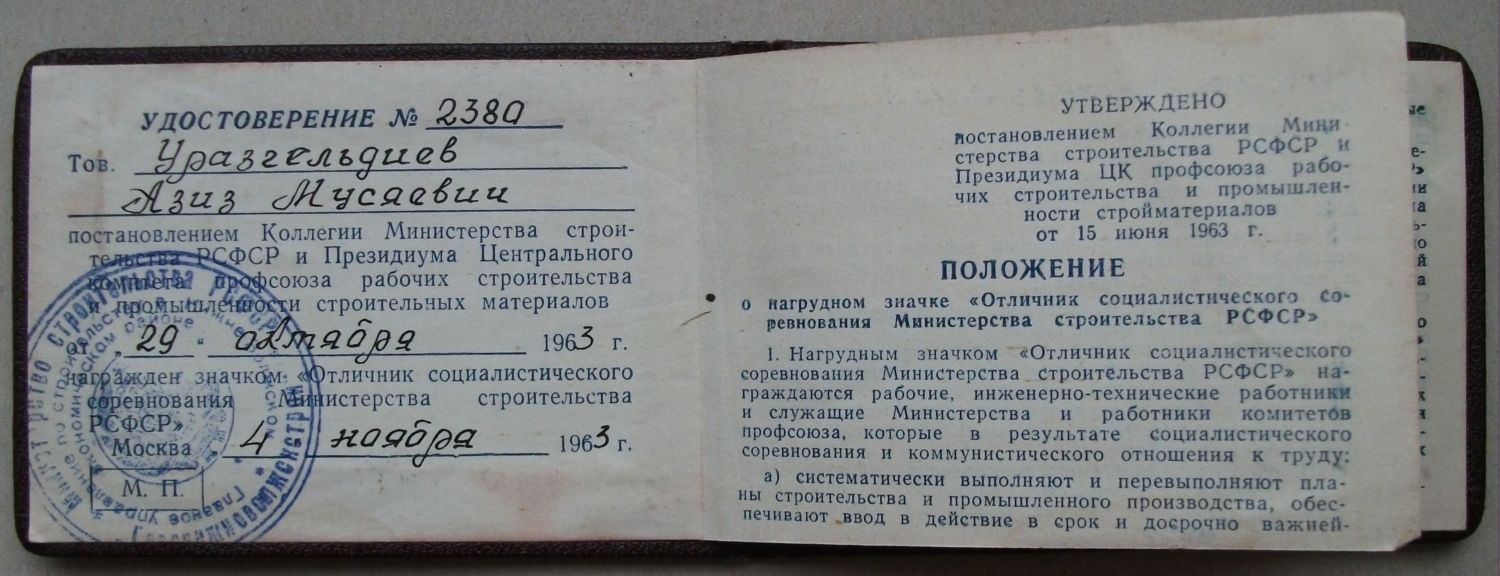 УДОСТОВЕРЕНИЕ № 2380
Тов. Уразгельдиев
Азиз Мусаевич
постановлением Коллегии Министерства строи-
тельства РСФСР и Президиума Центрального
комитета профсоюза рабочих строительства
и промышленности строительных материалов
от „29" октября 1963 г.
награжден значком «Отличник социалистического
соревнования Министерства строительства
РСФСР»
Москва 4 ноября 1963 г.
М. П.
УТВЕРЖДЕНО
постановлением Коллегии Мини-
стерства строительства РСФСР и
Президиума ЦК профсоюза рабо-
чих строительства и промышлен-
ности стройматериалов
от 15 июня 1963 г.
ПОЛОЖЕНИЕ
о нагрудном значке «Отличник социалистического со-
ревнования Министерства строительства РСФСР»
1. Нагрудным значком «Отличник социалистического
соревнования Министерства строительства РСФСР» на-
граждаются рабочие, инженерно-технические работники
и служащие Министерства и работники комитетов
профсоюза, которые в результате социалистического
соревнования и коммунистического отношения к труду:
а) систематически выполняют и перевыполняют пла-
ны строительства и промышленного производства, обес-
печивают ввод в действие в срок и досрочно важней-